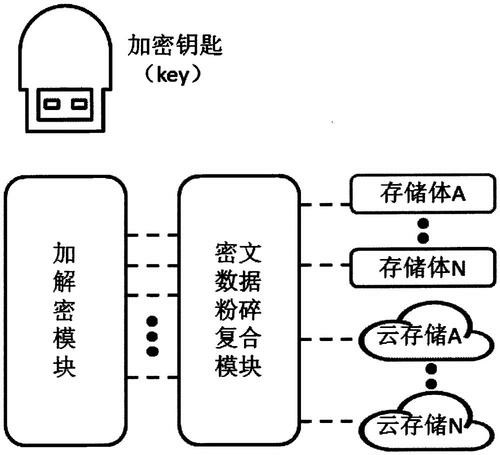 加密钥匙
（key）
加
解
密
模
块
密文
数据
粉碎
复合
模块
存储体A
存储体N
云存储A
云存储N